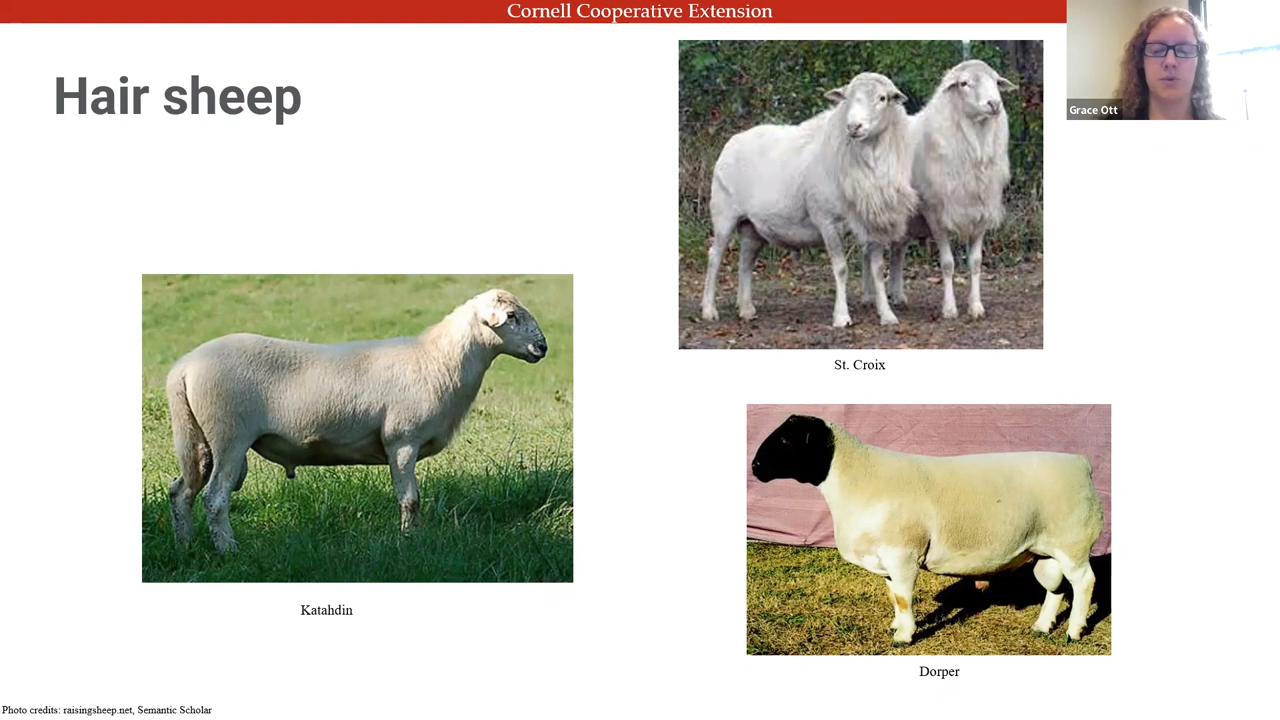 Cornell Cooperative Extension
Hair sheep
Grace Ott
St. Croix
Katahdin
Dorper
Photo credits: raisingsheep.net, Semantic Scholar